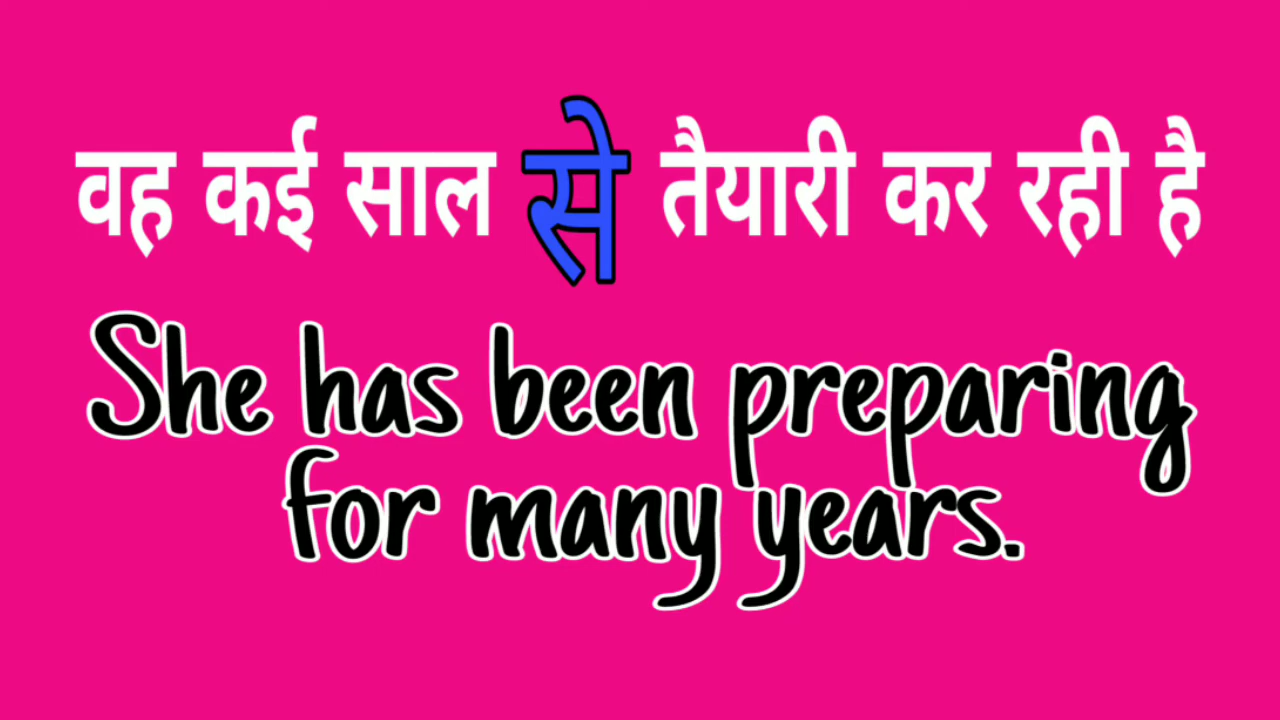 वह कई साल से तैयारी कर रही है
She has been preparing
for many years.